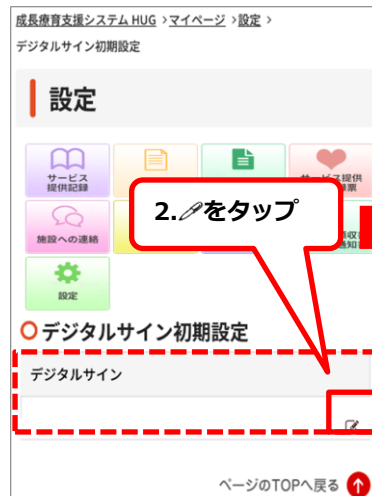 成長療育支援システム HUG >マイページ >設定 >
デジタルサイン初期設定
設定
サービス
提供記録
サービス提供
票
2.をタップ
施設への連絡
設定
デジタルサイン初期設定
デジタルサイン
ページのTOPへ戻る